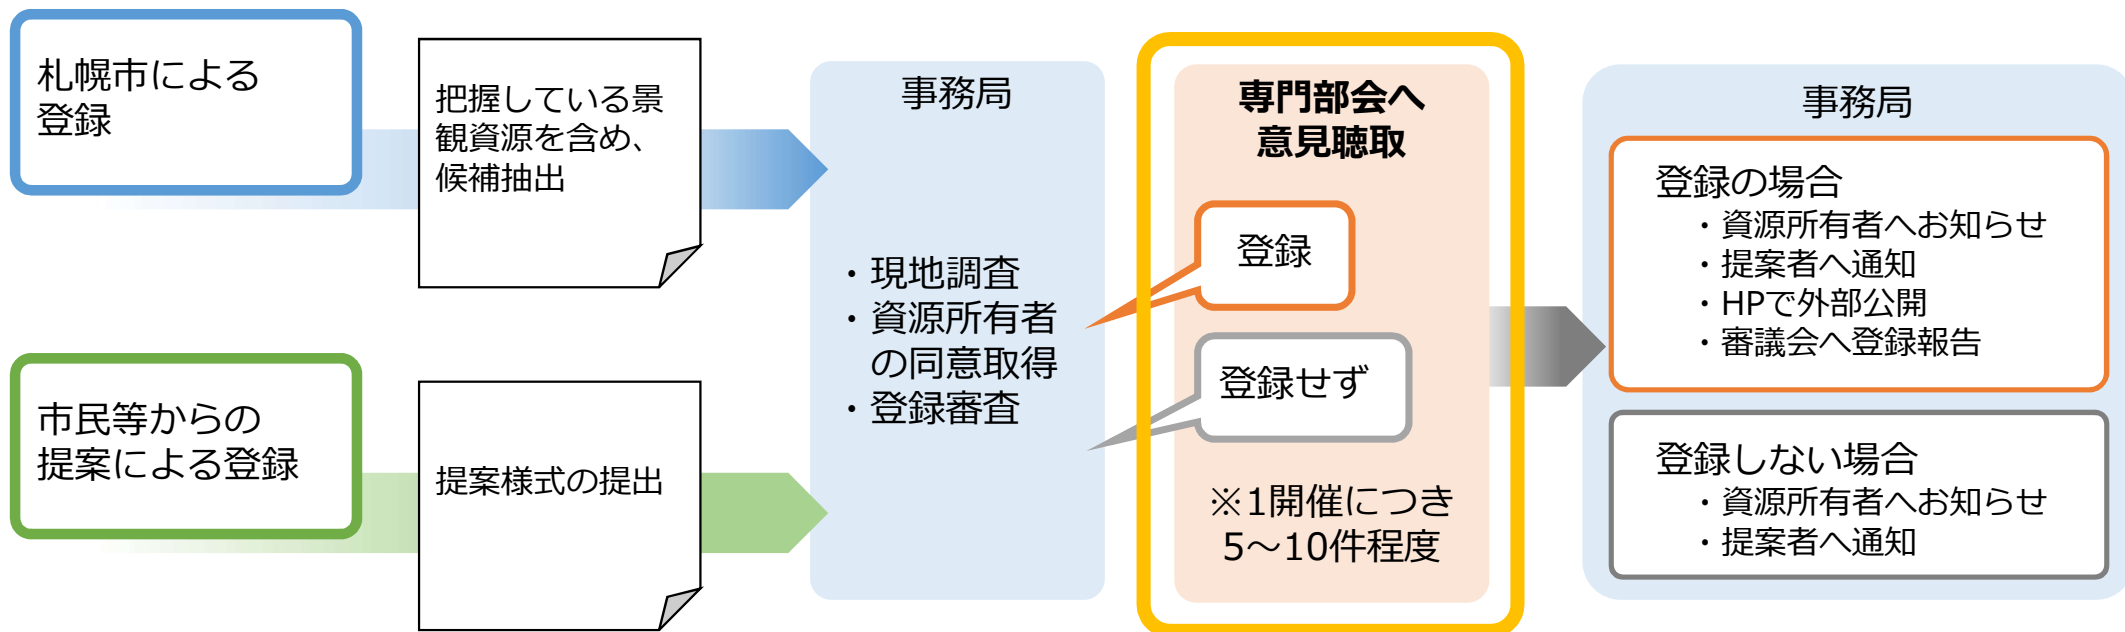 札幌市による
登録
把握している景
観資源を含め、
候補抽出
市民等からの
提案による登録
提案様式の提出
事務局
・現地調査
・資源所有者
の同意取得
・登録審査
専門部会へ
意見聴取
登録
登録せず
※1開催につき
5～10件程度
事務局
登録の場合
・資源所有者へお知らせ
・提案者へ通知
・HPで外部公開
・審議会へ登録報告
登録しない場合
・資源所有者へお知らせ
・提案者へ通知